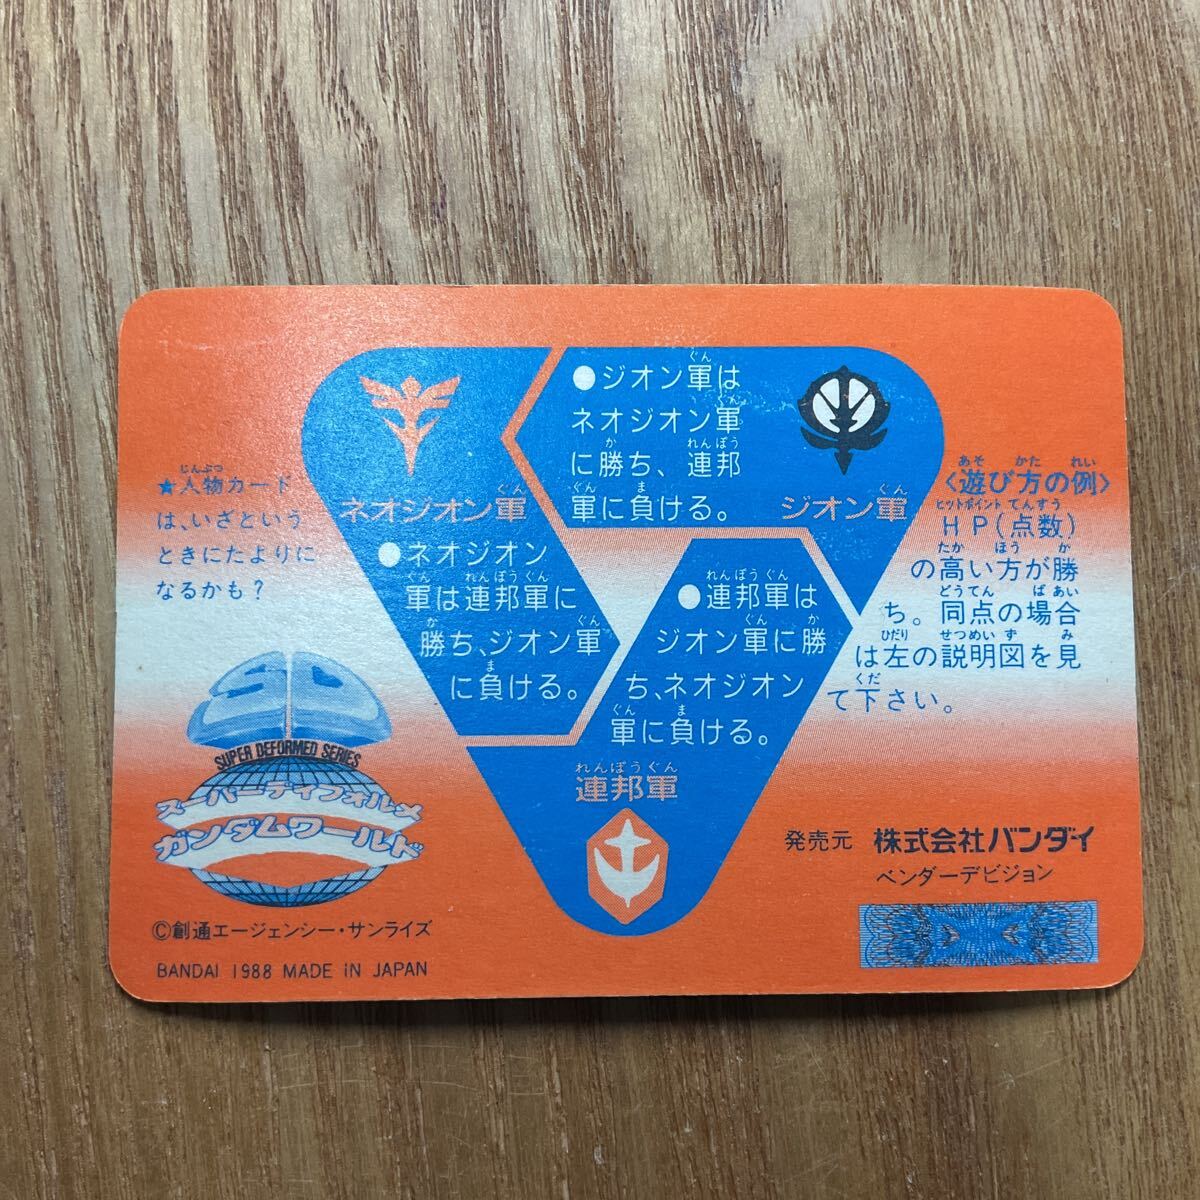 ●ジオン軍は
ネオジオン軍
に勝ち、連邦
軍に負ける。
ネオジオン軍
ジオン軍
●ネオジオン
軍は連邦軍に
勝ち、ジオン軍
に負ける。
●連邦軍は
ジオン軍に勝
ち、ネオジオン
軍に負ける。
連邦軍
★人物カード
は、いざという
ときにたよりに
なるかも?
〈遊び方の例〉
HP(点数)
の高い方が勝
ち。同点の場合
は左の説明図を見
て下さい。
SUPER DEFORMED SERIES
スーパーディフォルメ
ガンダムワールド
©創通エージェンシー・サンライズ
BANDAI 1988 MADE IN JAPAN
発売元 株式会社バンダイ
ベンダーデビジョン